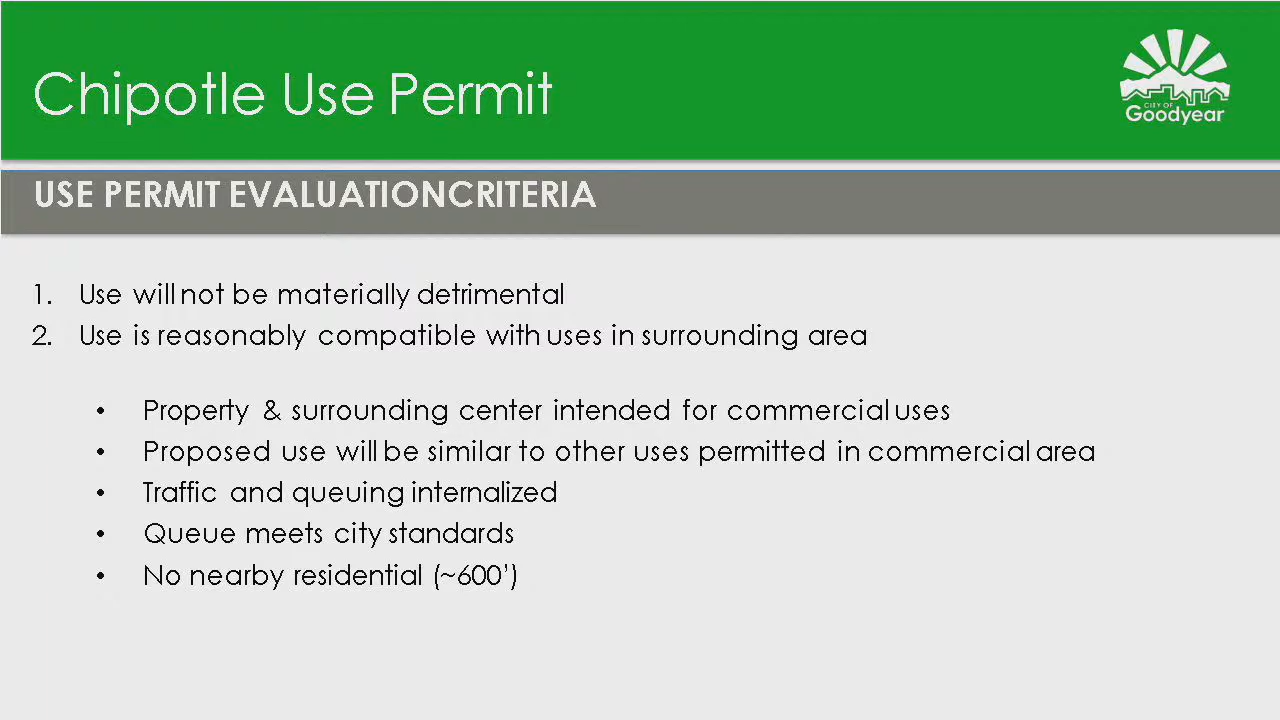 Chipotle Use Permit
CITY OF
Goodyear
USE PERMIT EVALUATIONCRITERIA
1. Use will not be materially detrimental
2. Use is reasonably compatible with uses in surrounding area
• Property & surrounding center intended for commercial uses
• Proposed use will be similar to other uses permitted in commercial area
• Traffic and queuing internalized
• Queue meets city standards
• No nearby residential (~600’)